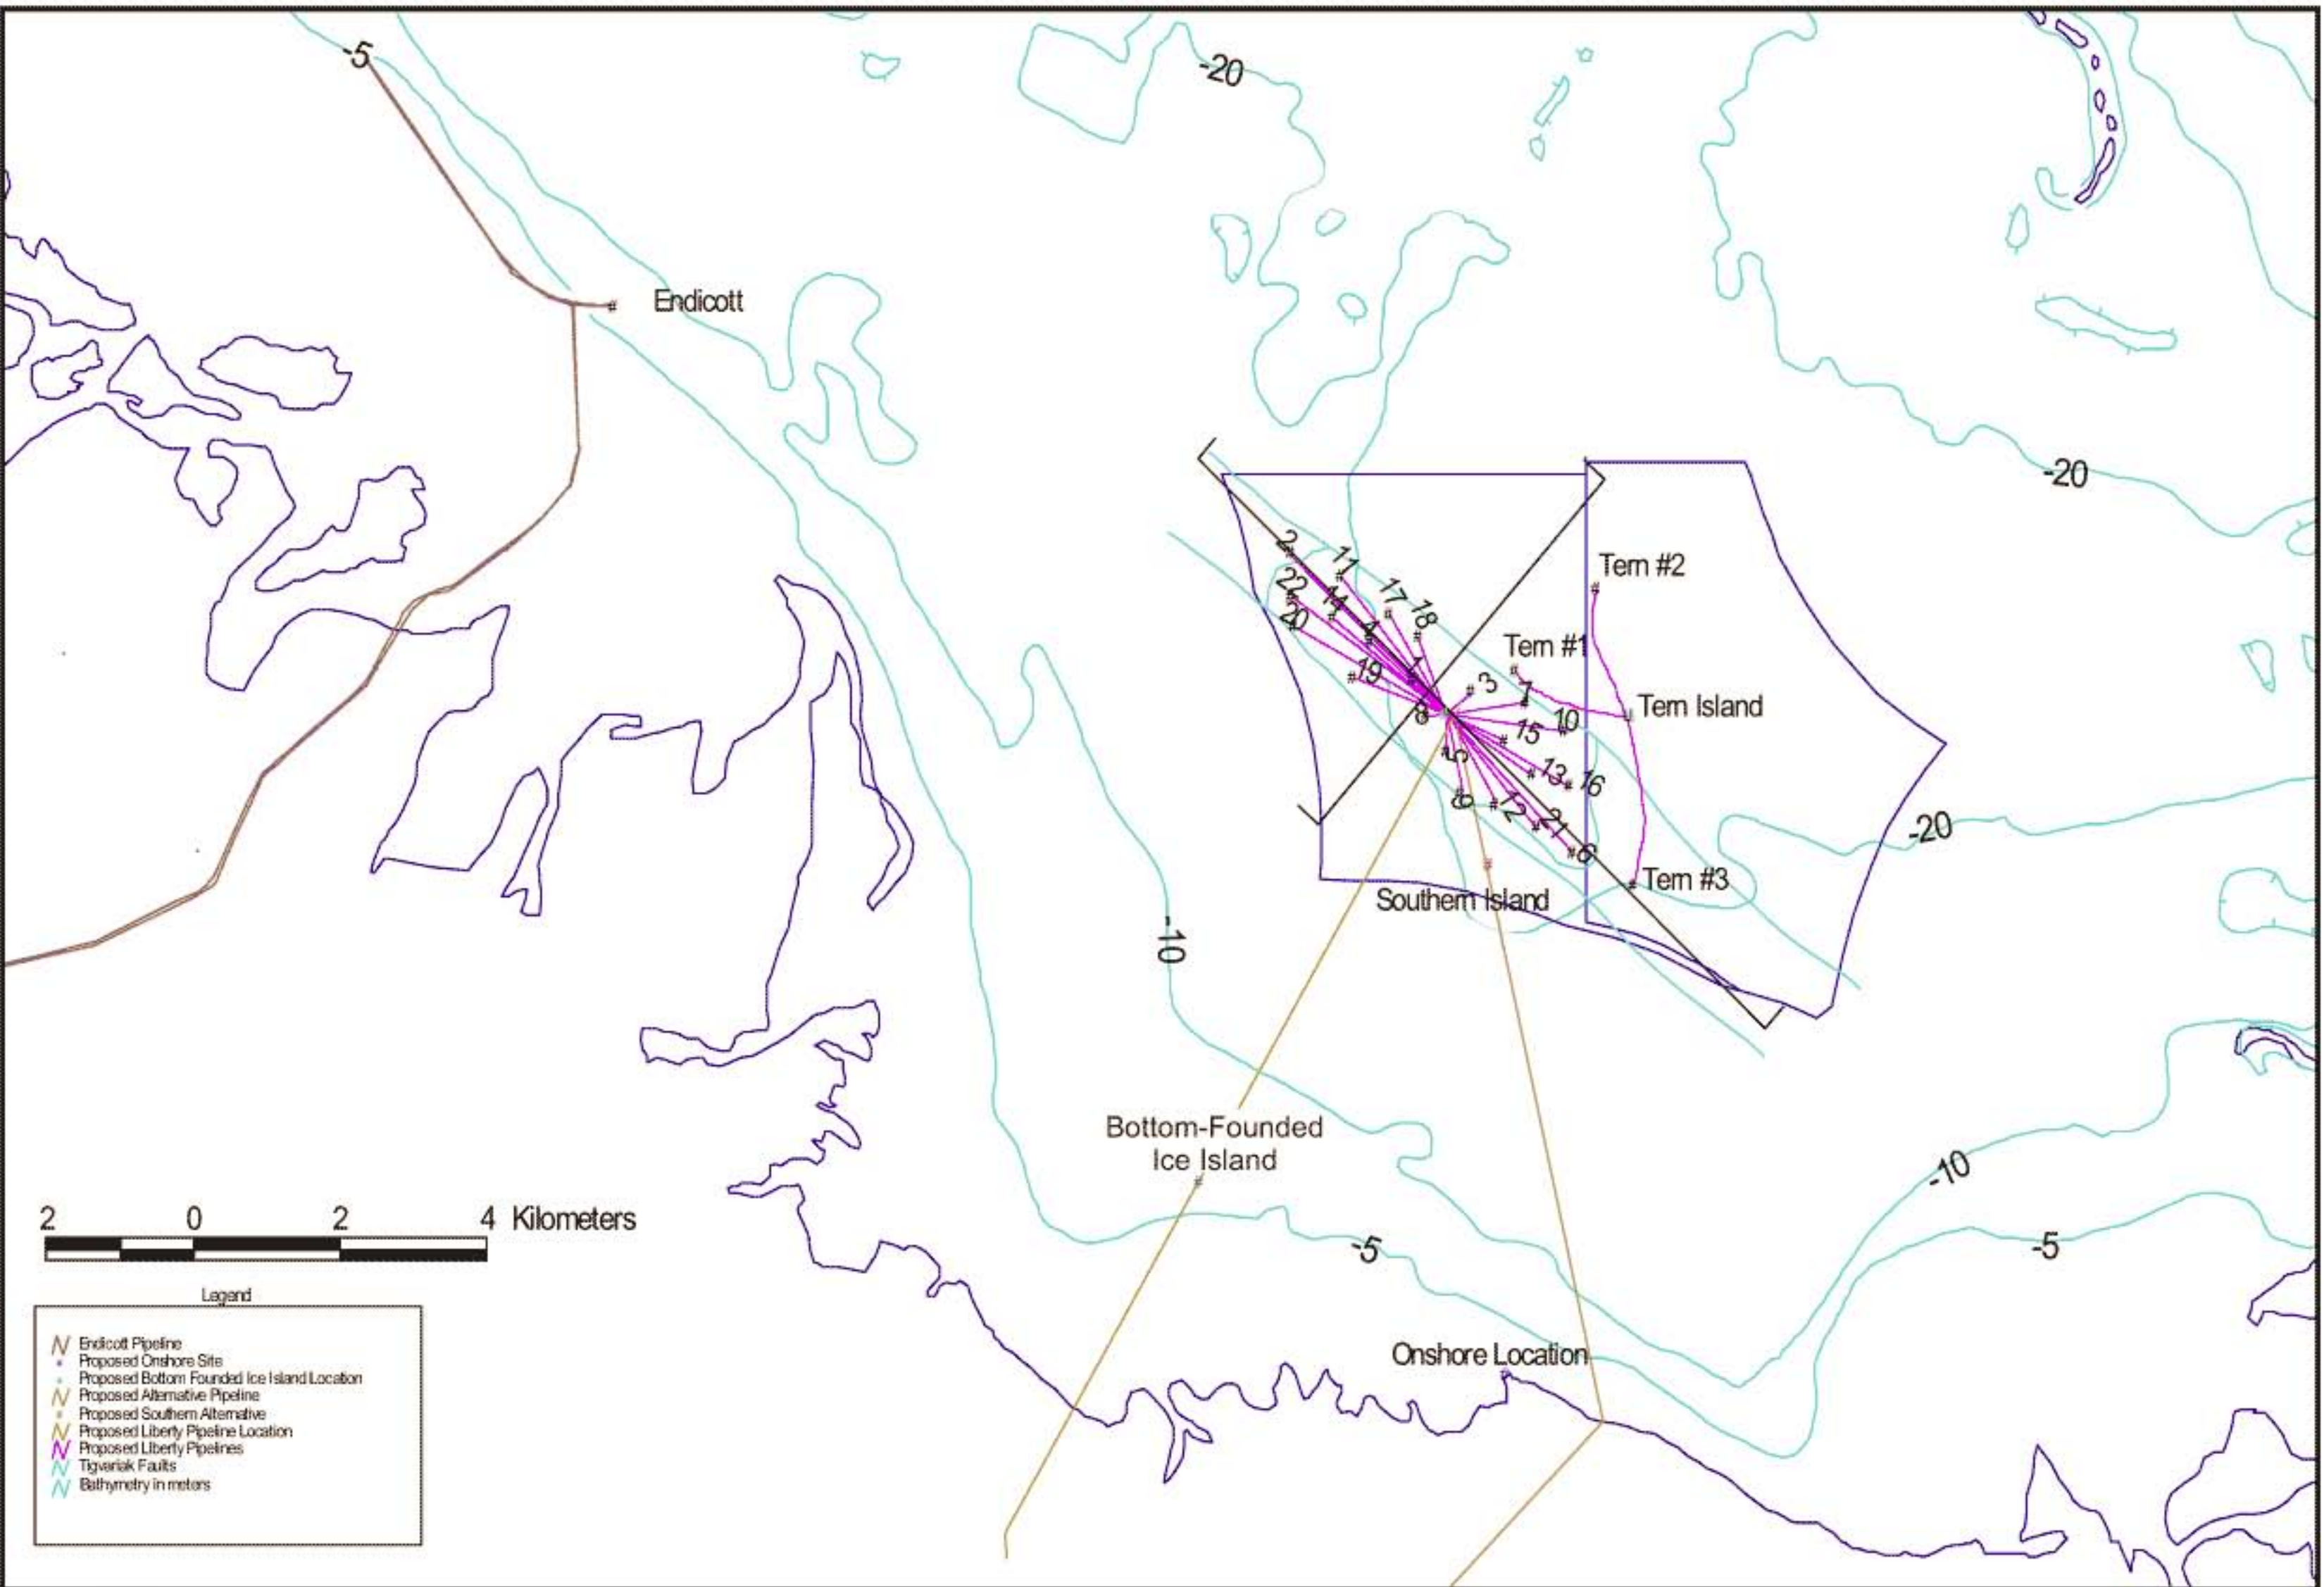 -5
-20
Endicott
-20
2
11
Tern #2
22
14
17
18
20
4
Tern #1
1
19
3
7
Tern Island
8
10
15
5
13
16
9
12
21
-20
6
Tern #3
Southern Island
-10
Bottom-Founded
Ice Island
-10
2 0 2 4 Kilometers
-5
-5
Legend
Endicott Pipeline
Proposed Onshore Site
Proposed Bottom Founded Ice Island Location
Proposed Alternative Pipeline
Proposed Southern Alternative
Proposed Liberty Pipeline Location
Proposed Liberty Pipelines
Tigvariak Faults
Bathymetry in meters
Onshore Location